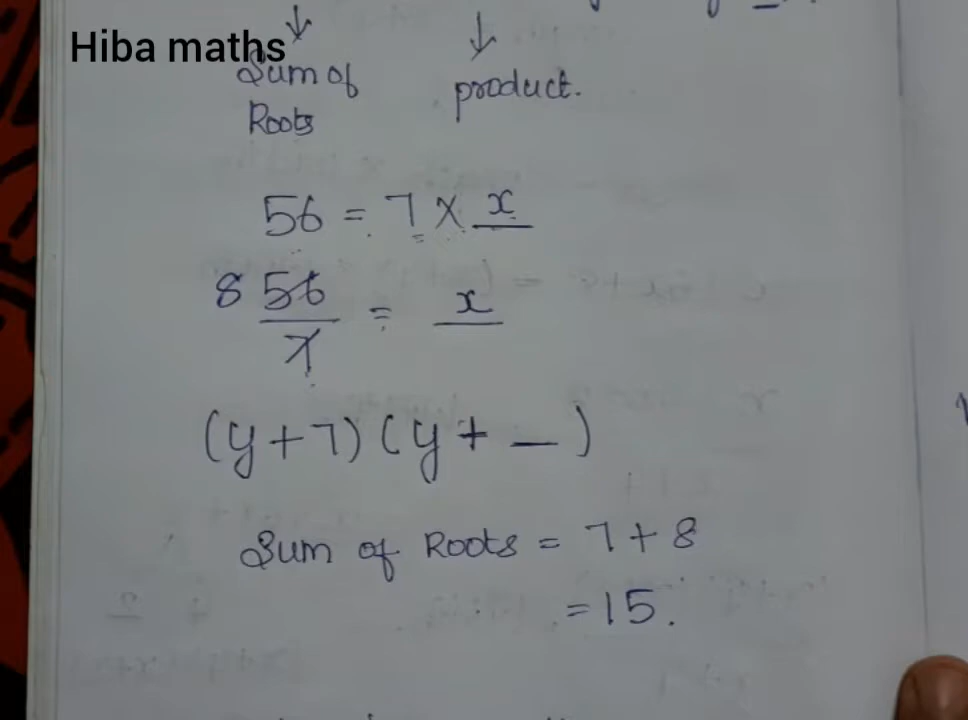 Hiba maths
↓ ↓
Sum of product.
Roots
56 = 7 × x
8 56/7 = x
(y+7) (y + _ )
Sum of Roots = 7 + 8
= 15.